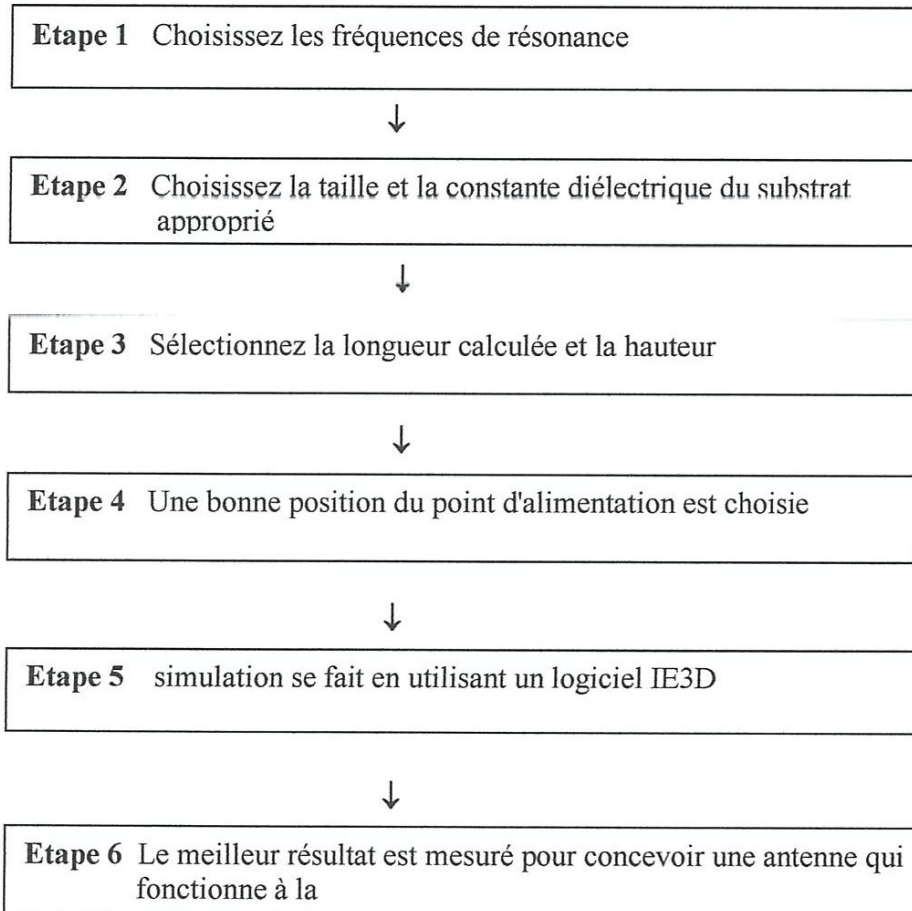 Etape 1 Choisissez les fréquences de résonance
↓
Etape 2 Choisissez la taille et la constante diélectrique du substrat
approprié
↓
Etape 3 Sélectionnez la longueur calculée et la hauteur
↓
Etape 4 Une bonne position du point d'alimentation est choisie
↓
Etape 5 simulation se fait en utilisant un logiciel IE3D
↓
Etape 6 Le meilleur résultat est mesuré pour concevoir une antenne qui
fonctionne à la